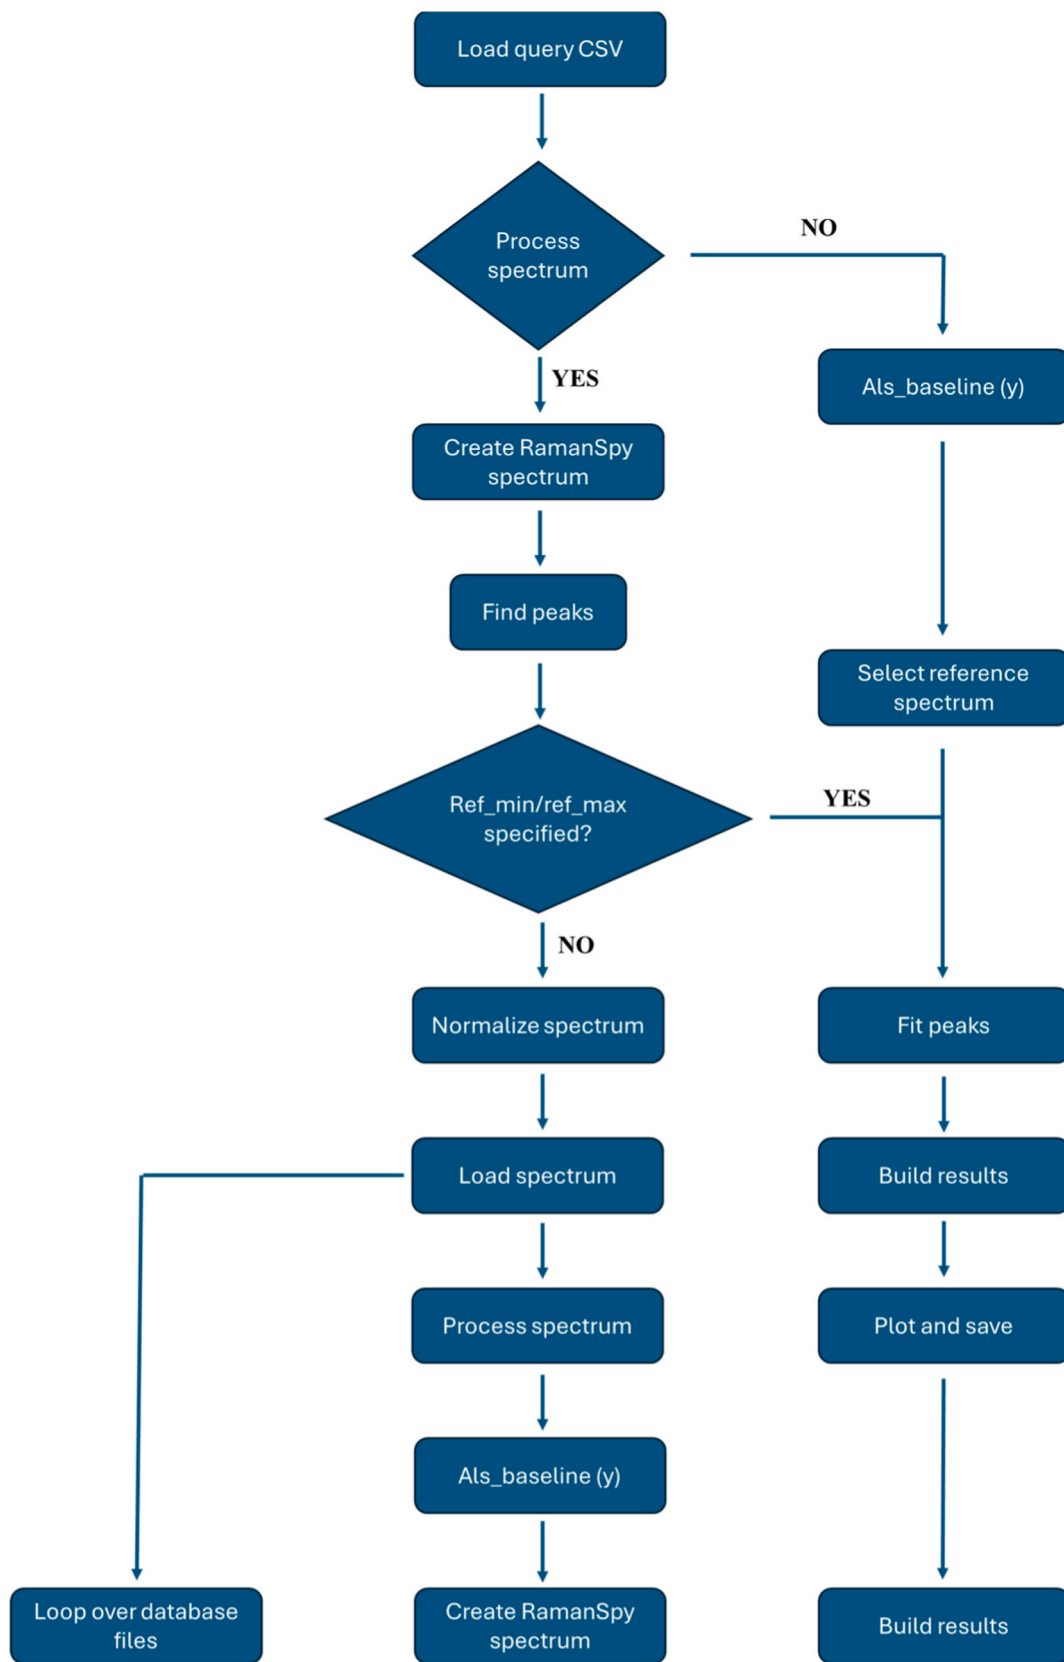 Load query CSV
Process
spectrum
NO
YES
Als_baseline (y)
Create RamanSpy
spectrum
Find peaks
Select reference
spectrum
Ref_min/ref_max
specified?
YES
NO
Normalize spectrum
Fit peaks
Load spectrum
Build results
Process spectrum
Plot and save
Als_baseline (y)
Loop over database
files
Create RamanSpy
spectrum
Build results